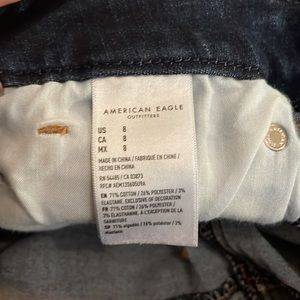 AMERICAN EAGLE
OUTFITTERS
US 8
CA 8
MX 8
MADE IN CHINA / FABRIQUÉ EN CHINE /
HECHO EN CHINA
RN 54485 / CA 03873
EN 71% COTTON / 26% POLYESTER / 3%
ELASTANE, EXCLUSIVE OF DECORATION
FR 71% COTON / 26% POLYESTER /
3% ÉLASTHANNE, À L'EXCEPTION DE LA
GARNITURE
SP 71% algodón / 26% poliéster / 3%